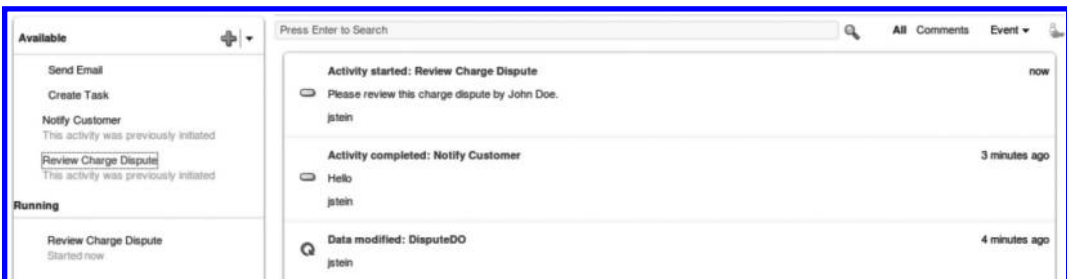 Available
Send Email
Create Task
Notify Customer
This activity was previously initiated
Review Charge Dispute
This activity was previously initiated
Running
Review Charge Dispute
Started now
Press Enter to Search
All Comments Event
Activity started: Review Charge Dispute now
Please review this charge dispute by John Doe.
jstein
Activity completed: Notify Customer 3 minutes ago
Hello
jstein
Data modified: DisputeDO 4 minutes ago
jstein